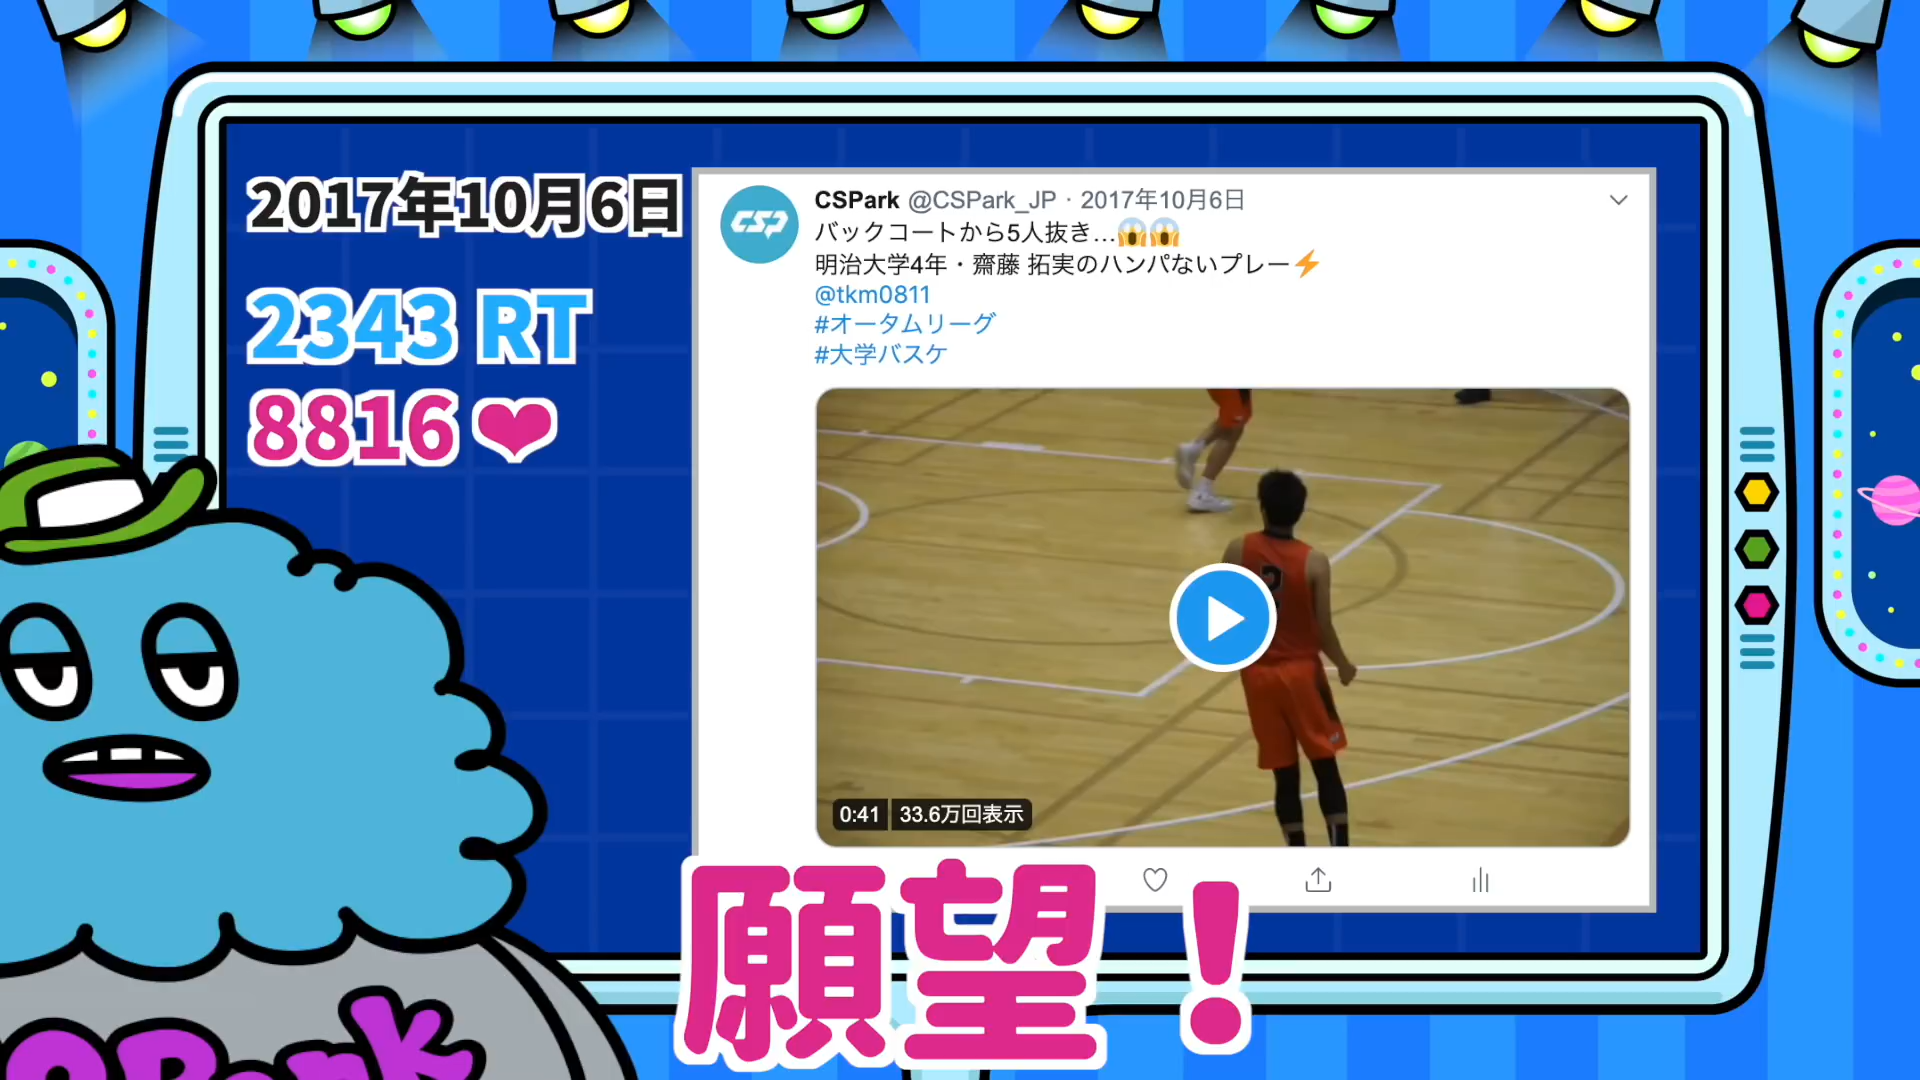 2017年10月6日
2343 RT
8816❤
CSPark @CSPark_JP · 2017年10月6日
バックコートから5人抜き…😱😱
明治大学4年・齋藤 拓実のハンパないプレー⚡
@tkm0811
#オータムリーグ
#大学バスケ
CSP
2
0:41 33.6万回表示
願望！